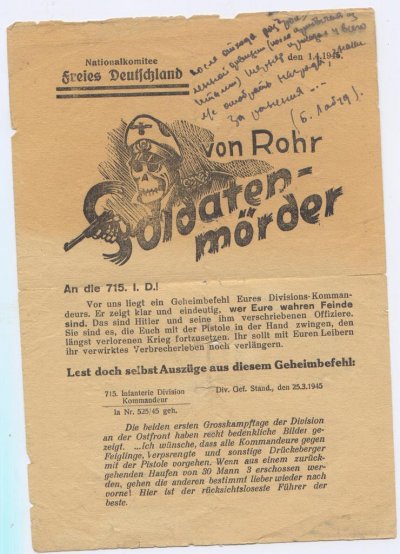 Nationalkomitee
Freies Deutschland
1.4.1945.
после отхода
за ранения...
von Rohr
Soldaten-
mörder
An die 715. I. D.!
Vor uns liegt ein Geheimbefehl Eures Divisions-Komman-
deurs. Er zeigt klar und eindeutig, wer Eure wahren Feinde
sind. Das sind Hitler und seine ihm verschriebenen Offiziere.
Sie sind es, die Euch mit der Pistole in der Hand zwingen, den
längst verlorenen Krieg fortzusetzen. Ihr sollt mit Euren Leibern
ihr verwirktes Verbrecherleben noch verlängern.
Lest doch selbst Auszüge aus diesem Geheimbefehl:
715. Infanterie Division
Kommandeur
Div. Gef. Stand., den 25.3.1945
Ia Nr. 525/45 geh.
Die beiden ersten Grosskampftage der Division
an der Ostfront haben recht bedenkliche Bilder ge-
zeigt. ...Ich wünsche, dass alle Kommandeure gegen
Feiglinge, Verpsrengte und sonstige Drückeberger
mit der Pistole vorgehen. Wenn aus einem zurück-
gehenden Haufen von 30 Mann 3 erschossen wer-
den, gehen die anderen bestimmt lieber wieder nach
vorne! Hier ist der rücksichtsloseste Führer der
beste.